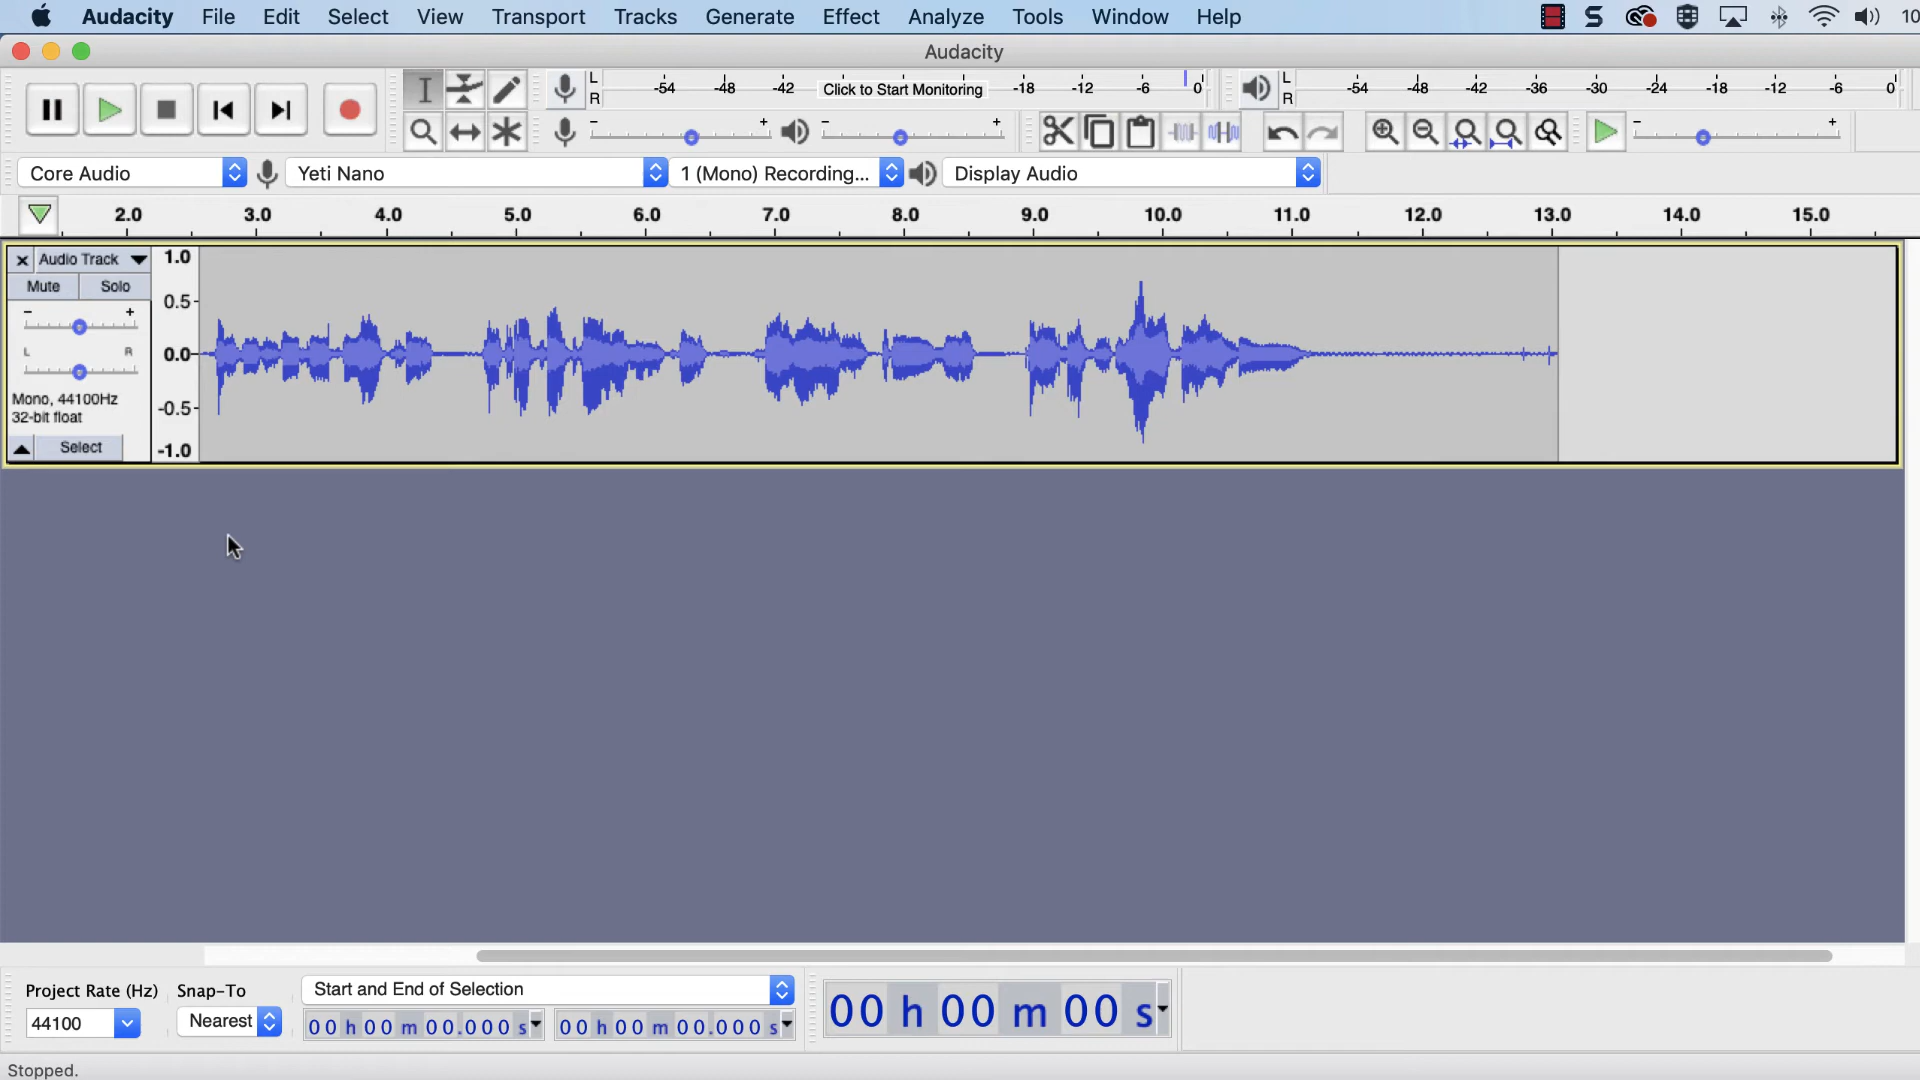 Audacity File Edit Select View Transport Tracks Generate Effect Analyze Tools Window Help 10
Audacity
L -54 -48 -42 Click to Start Monitoring -18 -12 -6 0 L -54 -48 -42 -36 -30 -24 -18 -12 -6 0
R R
- + - + - +
Core Audio Yeti Nano 1 (Mono) Recording... Display Audio
2.0 3.0 4.0 5.0 6.0 7.0 8.0 9.0 10.0 11.0 12.0 13.0 14.0 15.0
x Audio Track 1.0
Mute Solo
- + 0.5
L R 0.0
Mono, 44100Hz
32-bit float -0.5
Select -1.0
Project Rate (Hz) Snap-To Start and End of Selection
44100 Nearest 00 h 00 m 00.000 s 00 h 00 m 00.000 s 00 h 00 m 00 s
Stopped.